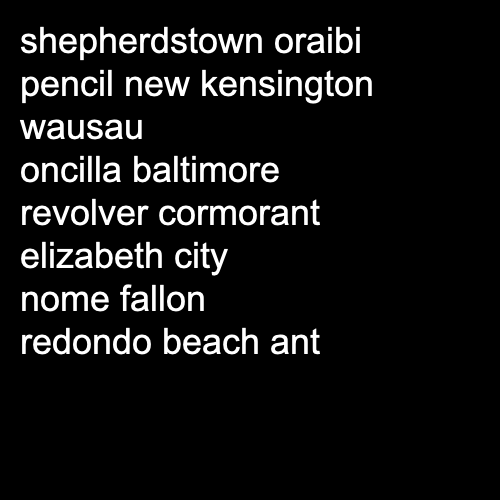 shepherdstown oraibi
pencil new kensington
wausau
oncilla baltimore
revolver cormorant
elizabeth city
nome fallon
redondo beach ant